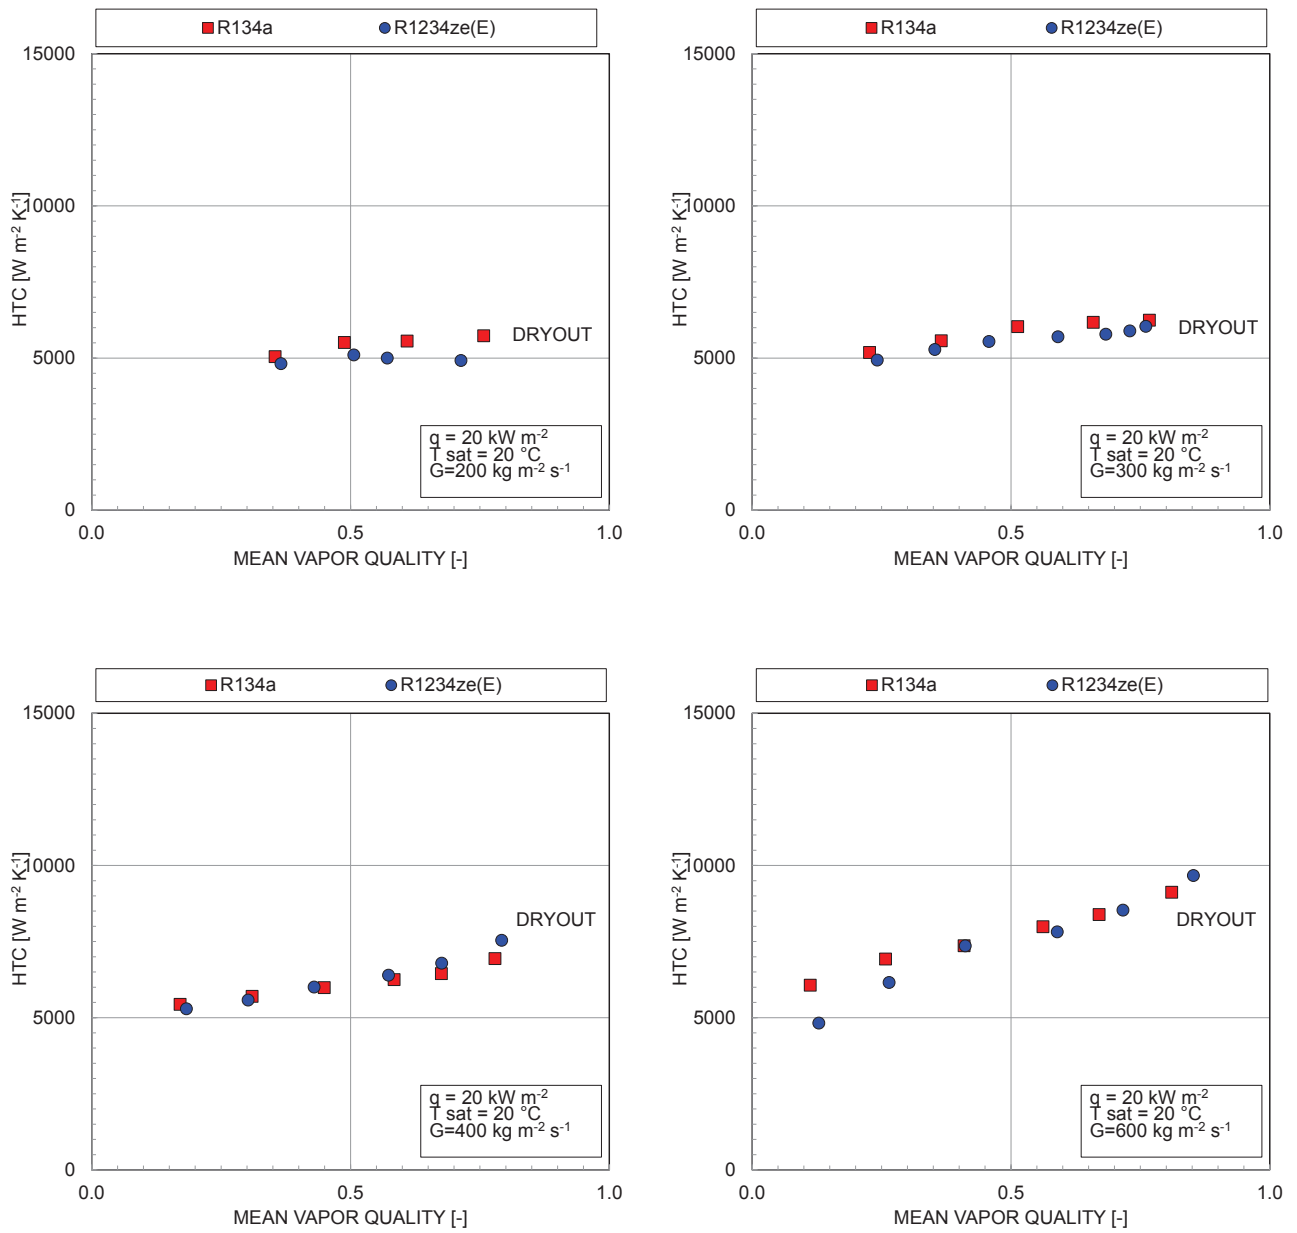 R134a R1234ze(E)
15000
10000
5000
0
HTC [W m-2 K-1]
DRYOUT
q = 20 kW m-2
T sat = 20 °C
G=200 kg m-2 s-1
0.0 0.5 1.0
MEAN VAPOR QUALITY [-]
R134a R1234ze(E)
15000
10000
5000
0
HTC [W m-2 K-1]
DRYOUT
q = 20 kW m-2
T sat = 20 °C
G=300 kg m-2 s-1
0.0 0.5 1.0
MEAN VAPOR QUALITY [-]
R134a R1234ze(E)
15000
10000
5000
0
HTC [W m-2 K-1]
DRYOUT
q = 20 kW m-2
T sat = 20 °C
G=400 kg m-2 s-1
0.0 0.5 1.0
MEAN VAPOR QUALITY [-]
R134a R1234ze(E)
15000
10000
5000
0
HTC [W m-2 K-1]
DRYOUT
q = 20 kW m-2
T sat = 20 °C
G=600 kg m-2 s-1
0.0 0.5 1.0
MEAN VAPOR QUALITY [-]